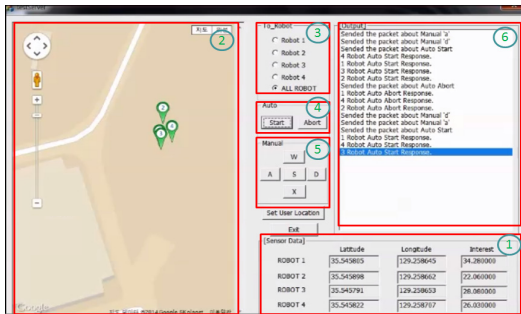 지도
2
To_Robot
3
Robot 1
Robot 2
Robot 3
Robot 4
ALL ROBOT
Auto
4
Start
Abort
Manual
5
W
A
S
D
X
Set User Location
Exit
[Output]
6
Sended the packet about Manual 'a'
Sended the packet about Manual 'd'
Sended the packet about Auto Start
4 Robot Auto Start Response.
1 Robot Auto Start Response.
3 Robot Auto Start Response.
2 Robot Auto Start Response.
Sended the packet about Auto Abort
1 Robot Auto Abort Response.
4 Robot Auto Abort Response.
2 Robot Auto Abort Response.
Sended the packet about Manual 'd'
Sended the packet about Manual 'a'
Sended the packet about Auto Start
1 Robot Auto Start Response.
4 Robot Auto Start Response.
3 Robot Auto Start Response.
[Sensor Data]
1
Latitude Longitude Interest
ROBOT 1 35.545805 129.258645 34.280000
ROBOT 2 35.545898 129.258662 22.060000
ROBOT 3 35.545791 129.258653 28.080000
ROBOT 4 35.545822 129.258707 26.030000
Google